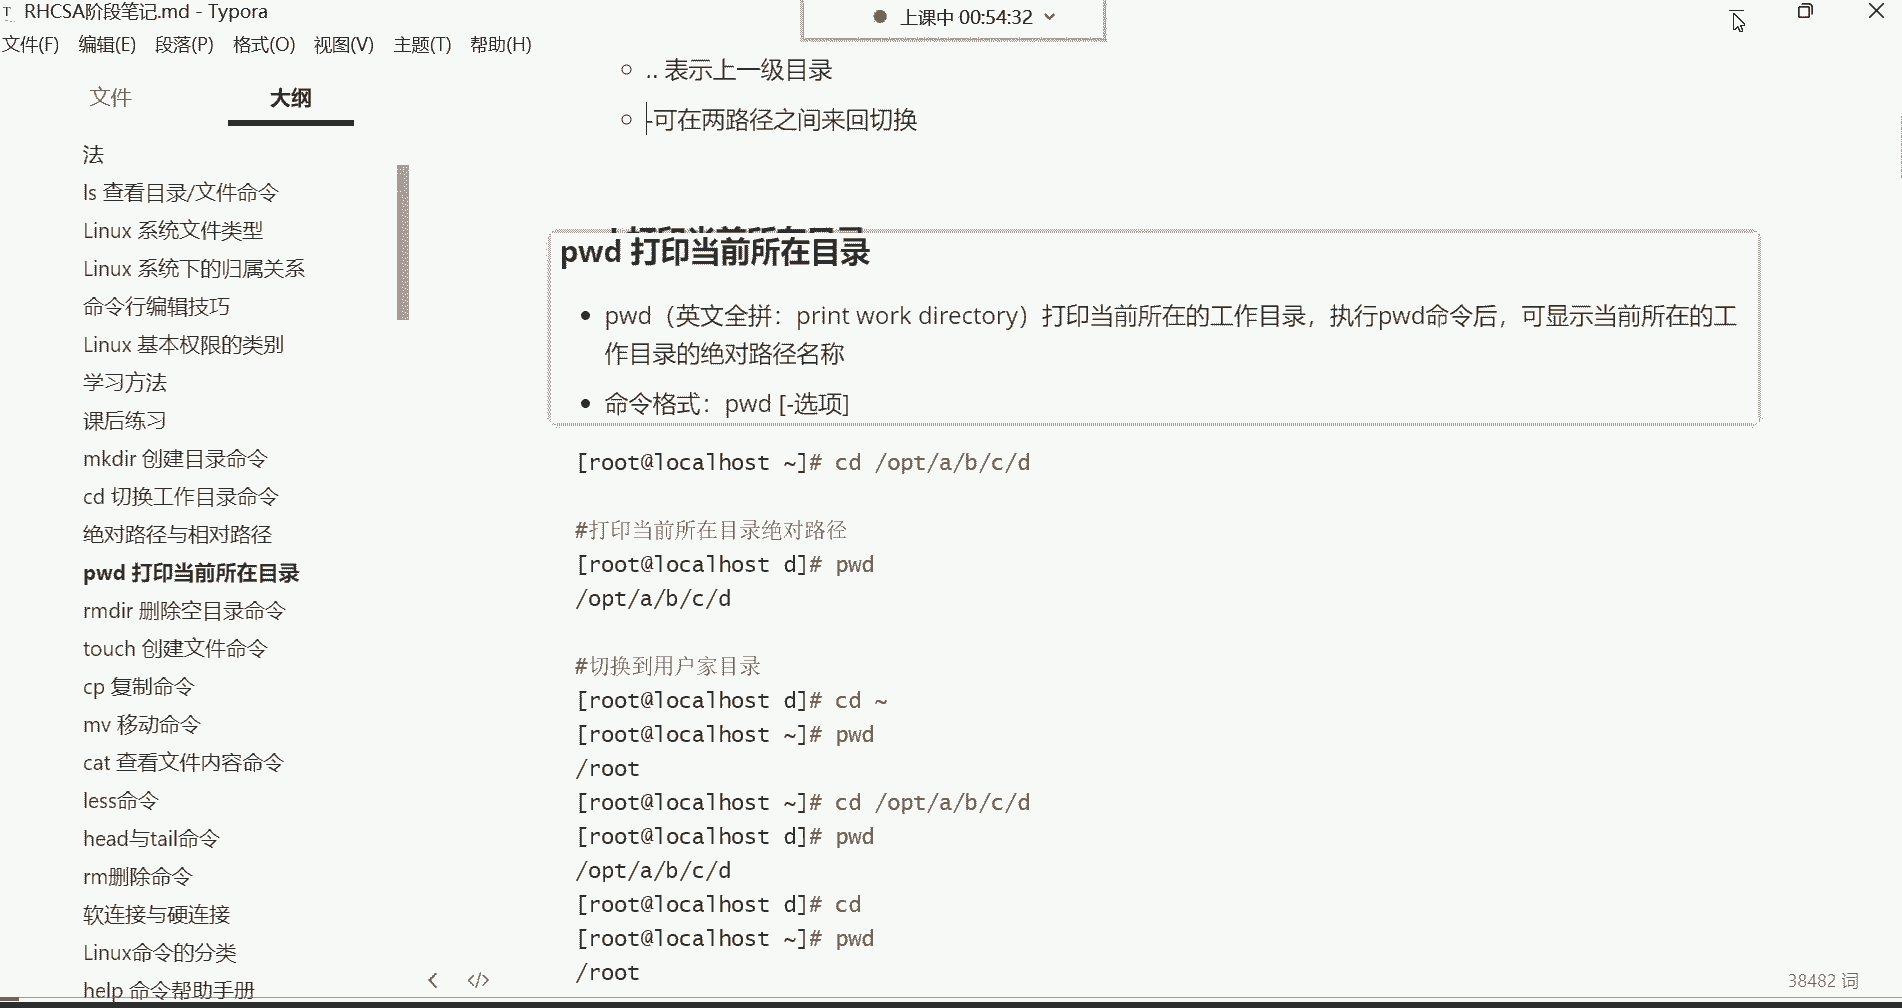 RHCSA阶段笔记.md - Typora
上课中 00:54:32
文件(F) 编辑(E) 段落(P) 格式(O) 视图(V) 主题(T) 帮助(H)
文件 大纲
法
ls 查看目录/文件命令
Linux 系统文件类型
Linux 系统下的归属关系
命令行编辑技巧
Linux 基本权限的类别
学习方法
课后练习
mkdir 创建目录命令
cd 切换工作目录命令
绝对路径与相对路径
pwd 打印当前所在目录
rmdir 删除空目录命令
touch 创建文件命令
cp 复制命令
mv 移动命令
cat 查看文件内容命令
less命令
head与tail命令
rm删除命令
软连接与硬连接
Linux命令的分类
help 命令帮助手册
.. 表示上一级目录
-可在两路径之间来回切换
pwd 打印当前所在目录
pwd（英文全拼：print work directory）打印当前所在的工作目录，执行pwd命令后，可显示当前所在的工
作目录的绝对路径名称
命令格式：pwd [-选项]
[root@localhost ~]# cd /opt/a/b/c/d
#打印当前所在目录绝对路径
[root@localhost d]# pwd
/opt/a/b/c/d
#切换到用户家目录
[root@localhost d]# cd ~
[root@localhost ~]# pwd
/root
[root@localhost ~]# cd /opt/a/b/c/d
[root@localhost d]# pwd
/opt/a/b/c/d
[root@localhost d]# cd
[root@localhost ~]# pwd
/root
38482 词